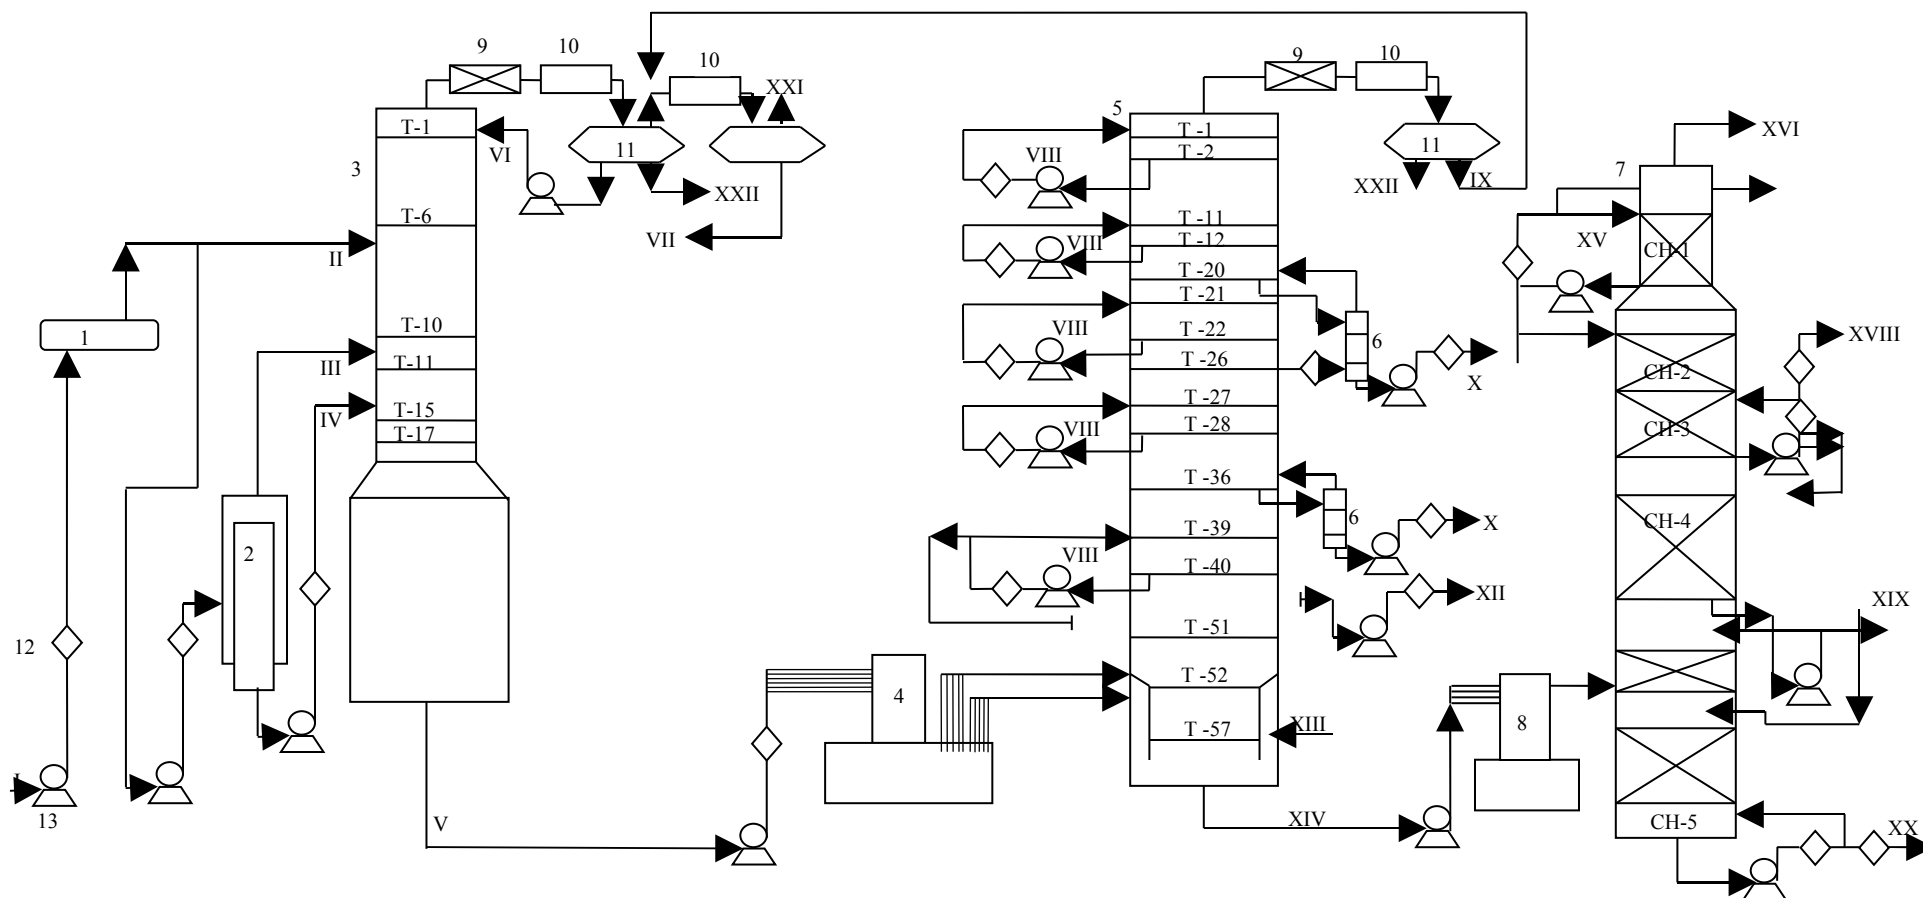 9
10
10
XXI
T-1
VI
11
3
XXII
T-6
VII
II
1
T-10
III
T-11
T-15
IV
T-17
2
12
I
13
V
4
5
T -1
T -2
VIII
T -11
T -12
VIII
T -20
T -21
VIII
T -22
6
T -26
X
T -27
T -28
VIII
T -36
6
X
T -39
VIII
T -40
XII
T -51
T -52
T -57
XIII
XIV
9
10
11
XXII
IX
7
XVI
XV
CH-1
XVIII
CH-2
CH-3
CH-4
XIX
8
CH-5
XX